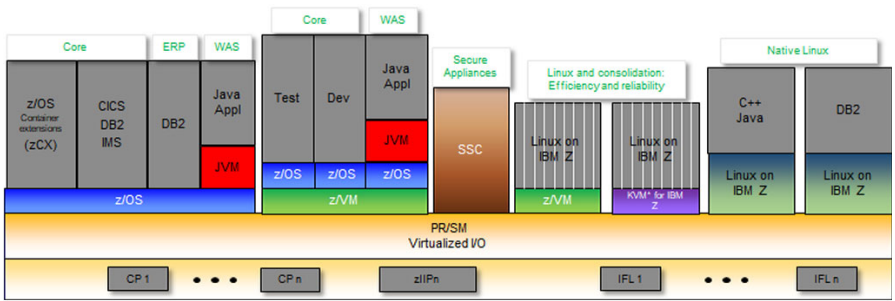 Core
ERP
WAS
Core
WAS
Secure
Appliances
Linux and consolidation:
Efficiency and reliability
Native Linux
z/OS
Container
extensions
(zCX)
CICS
DB2
IMS
DB2
Java
Appl
JVM
z/OS
Test
Dev
Java
Appl
JVM
z/OS
z/OS
z/OS
z/VM
SSC
Linux on
IBM Z
z/VM
Linux on
IBM Z
KVM* for IBM
Z
C++
Java
Linux on
IBM Z
DB2
Linux on
IBM Z
PR/SM
Virtualized I/O
CP 1
CP n
zIIPn
IFL 1
IFL n